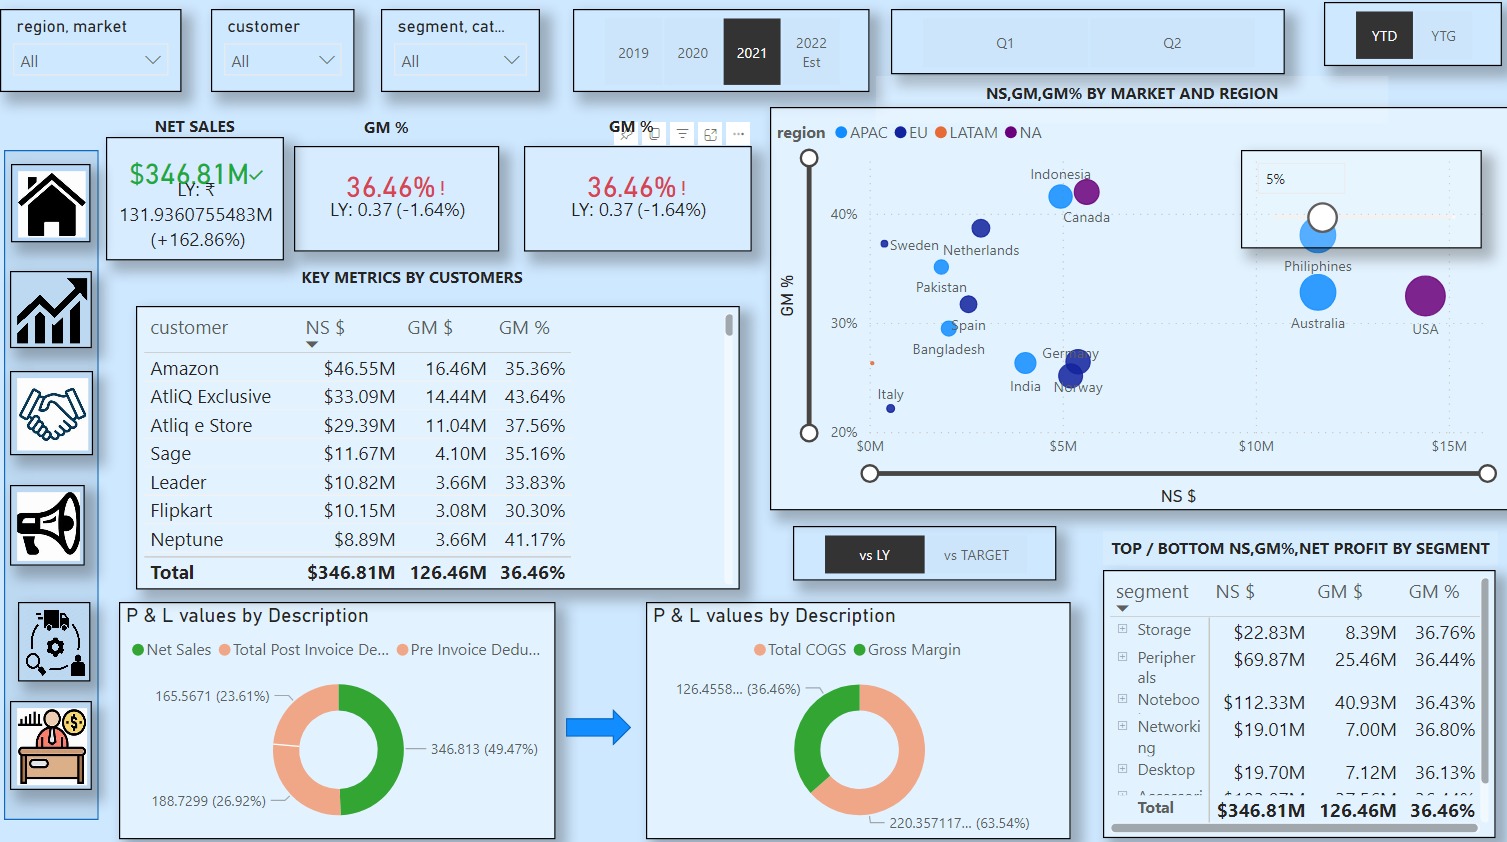 region, market
All
customer
All
segment, cat...
All
2019
2020
2021
2022
Est
Q1
Q2
YTD
YTG
NET SALES
$346.81M
LY: ₹
131.9360755483M
(+162.86%)
GM %
36.46%!
LY: 0.37 (-1.64%)
GM %
36.46%!
LY: 0.37 (-1.64%)
NS,GM,GM% BY MARKET AND REGION
region APAC EU LATAM NA
5%
GM %
40%
30%
20%
Indonesia
Canada
Sweden
Netherlands
Pakistan
Spain
Bangladesh
Germany
India
Norway
Italy
Philiphines
Australia
USA
$0M
$5M
$10M
$15M
NS $
KEY METRICS BY CUSTOMERS
customer NS $ GM $ GM %
Amazon $46.55M 16.46M 35.36%
AtliQ Exclusive $33.09M 14.44M 43.64%
Atliq e Store $29.39M 11.04M 37.56%
Sage $11.67M 4.10M 35.16%
Leader $10.82M 3.66M 33.83%
Flipkart $10.15M 3.08M 30.30%
Neptune $8.89M 3.66M 41.17%
Total $346.81M 126.46M 36.46%
vs LY
vs TARGET
P & L values by Description
Net Sales Total Post Invoice De... Pre Invoice Dedu...
165.5671 (23.61%)
346.813 (49.47%)
188.7299 (26.92%)
P & L values by Description
Total COGS Gross Margin
126.4558... (36.46%)
220.357117... (63.54%)
TOP / BOTTOM NS,GM%,NET PROFIT BY SEGMENT
segment NS $ GM $ GM %
Storage $22.83M 8.39M 36.76%
Peripher $69.87M 25.46M 36.44%
als
Noteboo $112.33M 40.93M 36.43%
Networki $19.01M 7.00M 36.80%
ng
Desktop $19.70M 7.12M 36.13%
Total $346.81M 126.46M 36.46%